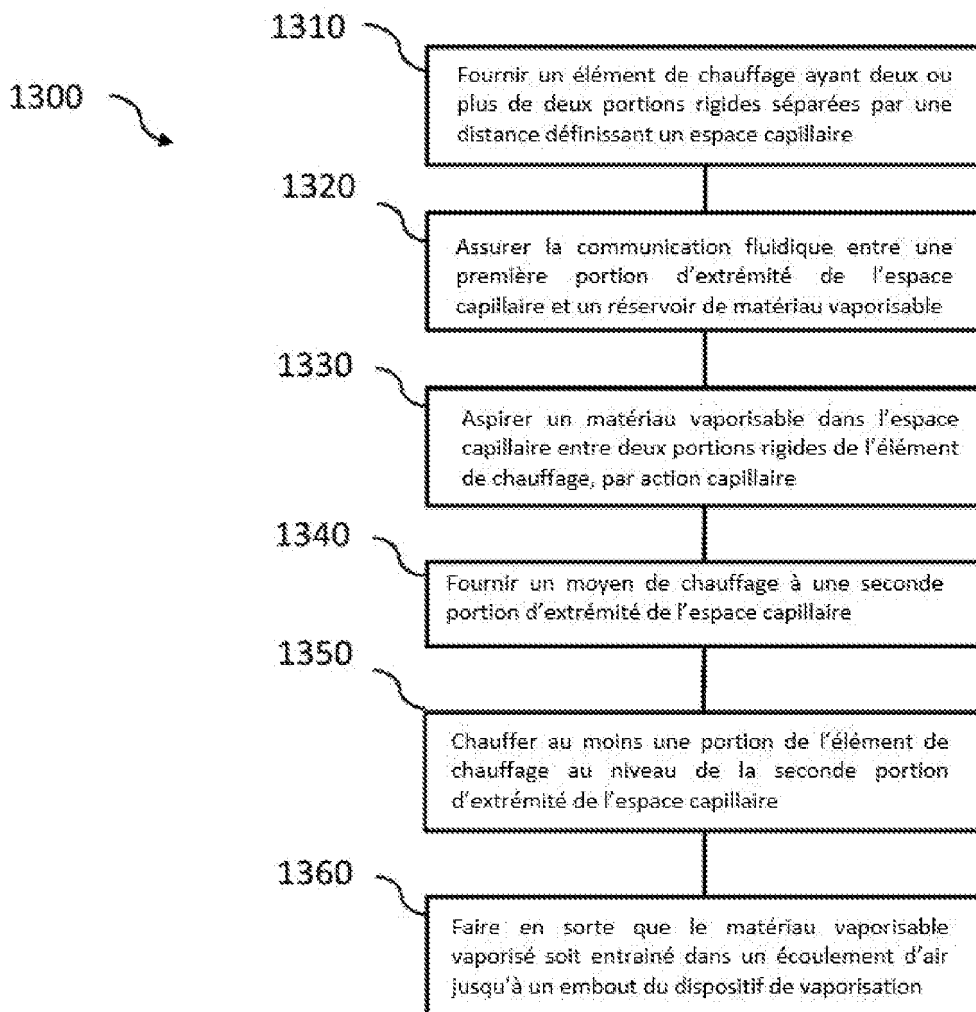 1310
1300
Fournir un élément de chauffage ayant deux ou
plus de deux portions rigides séparées par une
distance définissant un espace capillaire
1320
Assurer la communication fluidique entre une
première portion d'extrémité de l'espace
capillaire et un réservoir de matériau vaporisable
1330
Aspirer un matériau vaporisable dans l'espace
capillaire entre deux portions rigides de l'élément
de chauffage, par action capillaire
1340
Fournir un moyen de chauffage à une seconde
portion d'extrémité de l'espace capillaire
1350
Chauffer au moins une portion de l'élément de
chauffage au niveau de la seconde portion
d'extrémité de l'espace capillaire
1360
Faire en sorte que le matériau vaporisable
vaporisé soit entrainé dans un écoulement d'air
jusqu'à un embout du dispositif de vaporisation